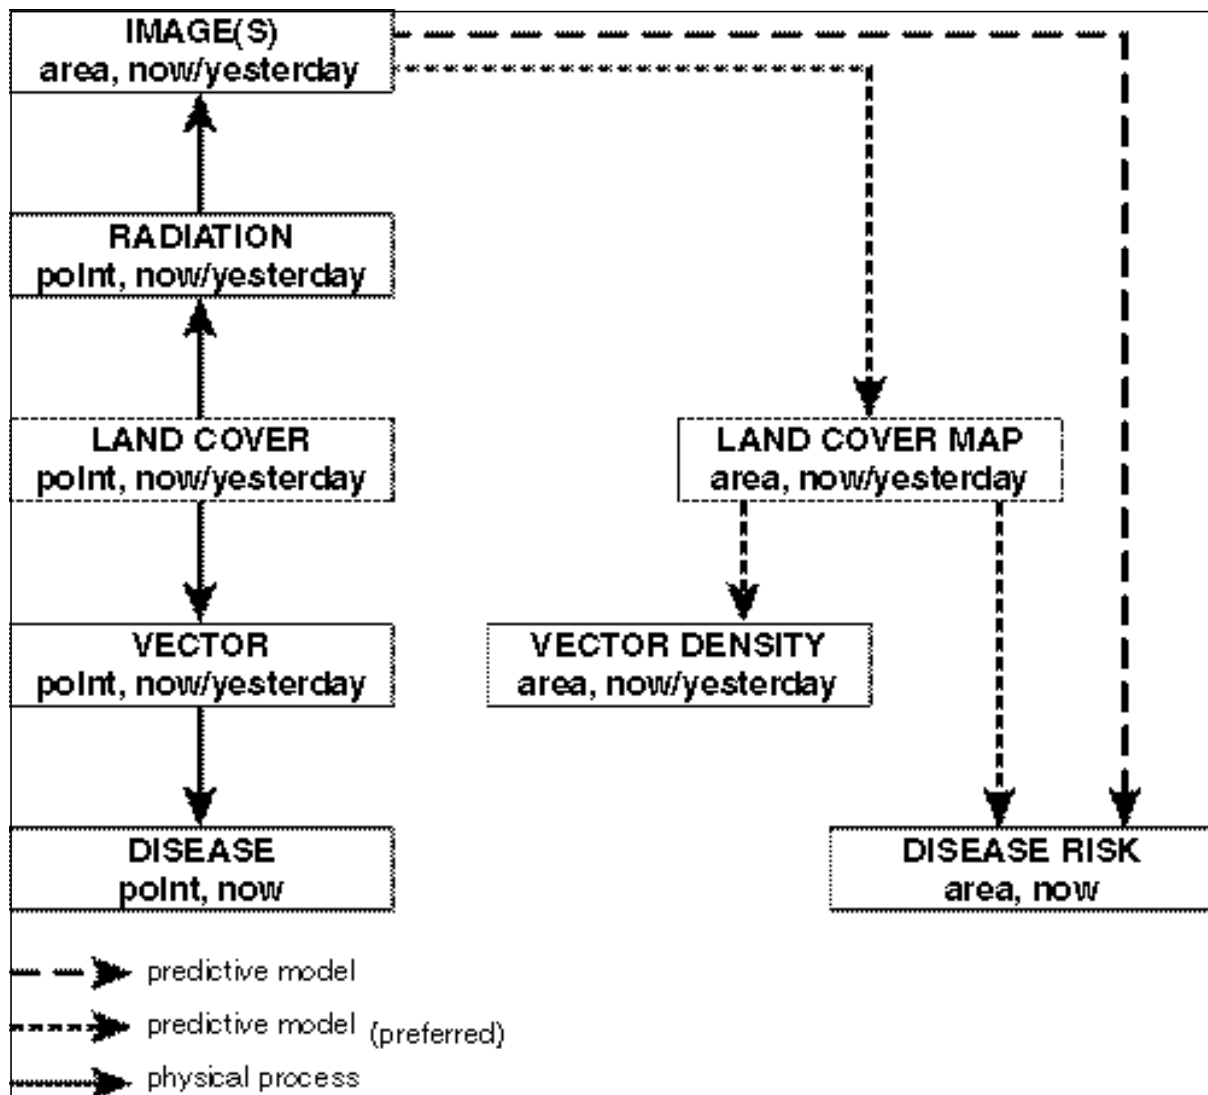 IMAGE(S)
area, now/yesterday
RADIATION
point, now/yesterday
LAND COVER
point, now/yesterday
LAND COVER MAP
area, now/yesterday
VECTOR
point, now/yesterday
VECTOR DENSITY
area, now/yesterday
DISEASE
point, now
DISEASE RISK
area, now
predictive model
predictive model (preferred)
physical process